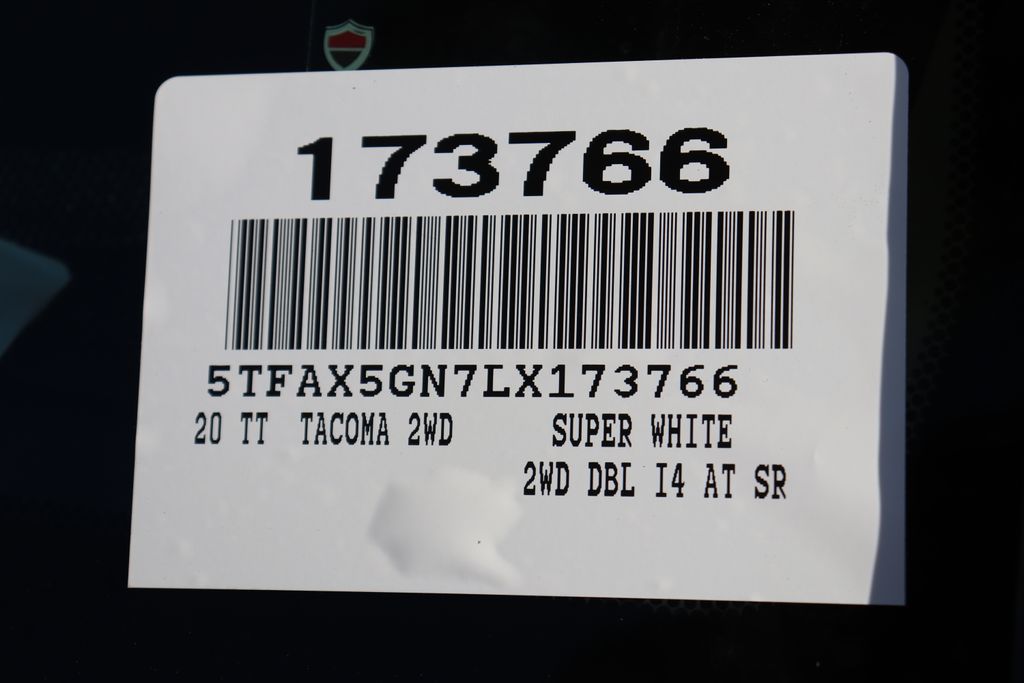 173766
5TFAX5GN7LX173766
20 TT TACOMA 2WD SUPER WHITE
2WD DBL I4 AT SR